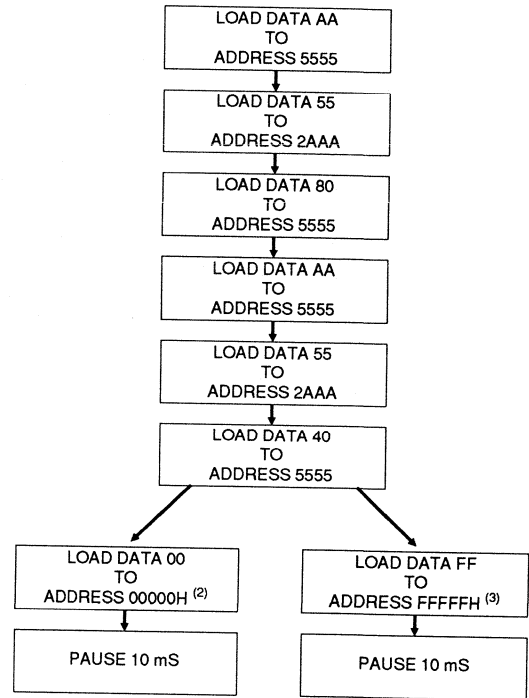 LOAD DATA AA
TO
ADDRESS 5555
LOAD DATA 55
TO
ADDRESS 2AAA
LOAD DATA 80
TO
ADDRESS 5555
LOAD DATA AA
TO
ADDRESS 5555
LOAD DATA 55
TO
ADDRESS 2AAA
LOAD DATA 40
TO
ADDRESS 5555
LOAD DATA 00
TO
ADDRESS 00000H (2)
PAUSE 10 mS
LOAD DATA FF
TO
ADDRESS FFFFFH (3)
PAUSE 10 mS